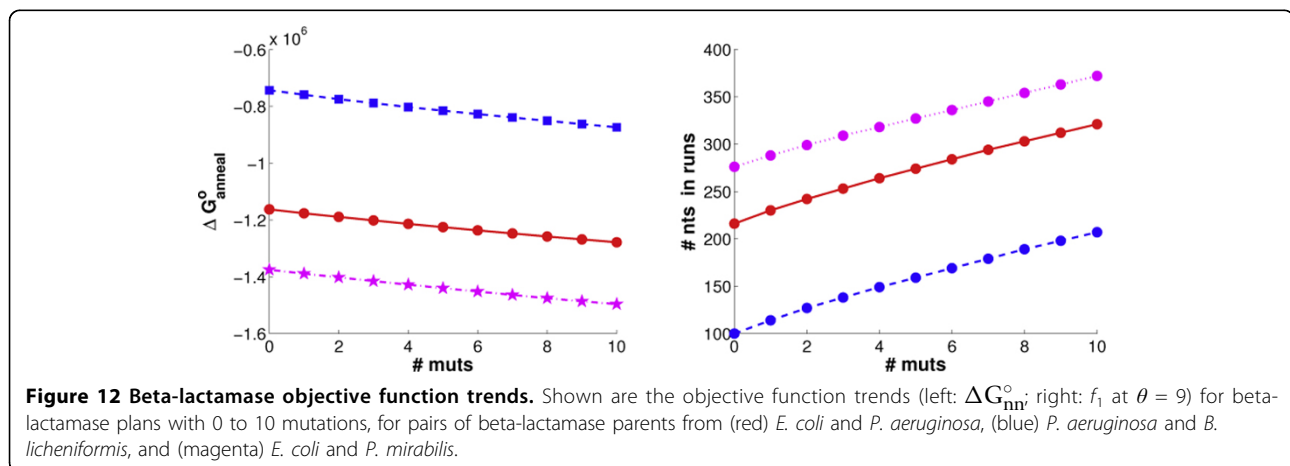 x 10⁶
−0.6
−0.8
−1
−1.2
−1.4
−1.6
Δ G°anneal
0 2 4 6 8 10
# muts
400
350
300
250
200
150
100
# nts in runs
0 2 4 6 8 10
# muts
Figure 12 Beta-lactamase objective function trends. Shown are the objective function trends (left: ΔG°nn; right: f₁ at θ = 9) for beta-
lactamase plans with 0 to 10 mutations, for pairs of beta-lactamase parents from (red) E. coli and P. aeruginosa, (blue) P. aeruginosa and B.
licheniformis, and (magenta) E. coli and P. mirabilis.